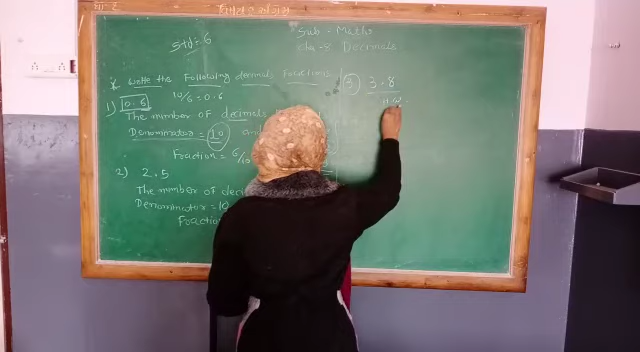 Std = 6
Sub - Maths
Ch-8 Decimals
Write the Following decimal Fractions
1) 0.6
10/6 = 0.6
The number of decimals
Denominator = 10
Fraction = 6/10
2) 2.5
The number of deci
Denominator = 10
Fraction
3) 3.8